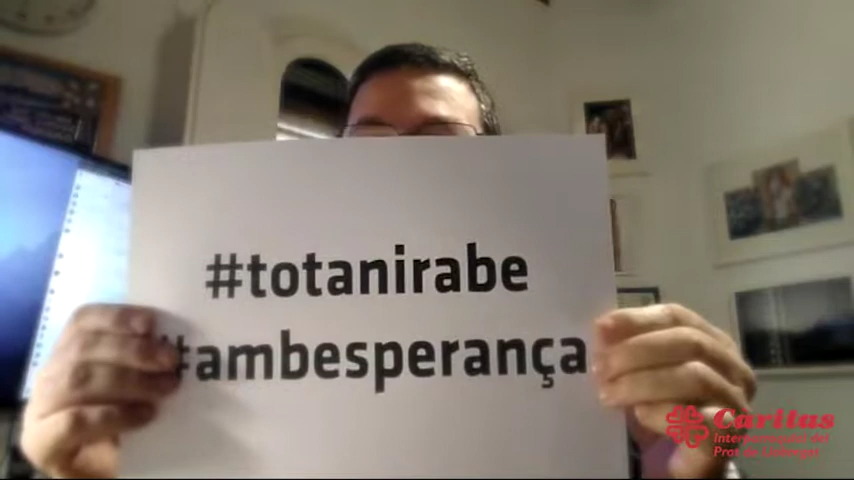 #totanirabe
#ambesperança
Caritas
Interparroquial del
Prat de Llobregat